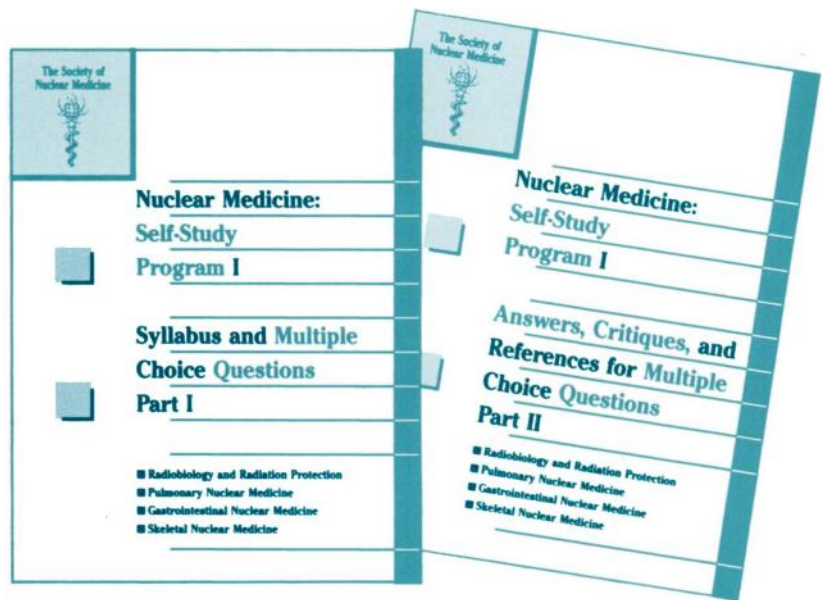 The Society of
Nuclear Medicine
Nuclear Medicine:
Self-Study
Program I
Syllabus and Multiple
Choice Questions
Part I
Radiobiology and Radiation Protection
Pulmonary Nuclear Medicine
Gastrointestinal Nuclear Medicine
Skeletal Nuclear Medicine
The Society of
Nuclear Medicine
Nuclear Medicine:
Self-Study
Program I
Answers, Critiques, and
References for Multiple
Choice Questions
Part II
Radiobiology and Radiation Protection
Pulmonary Nuclear Medicine
Gastrointestinal Nuclear Medicine
Skeletal Nuclear Medicine